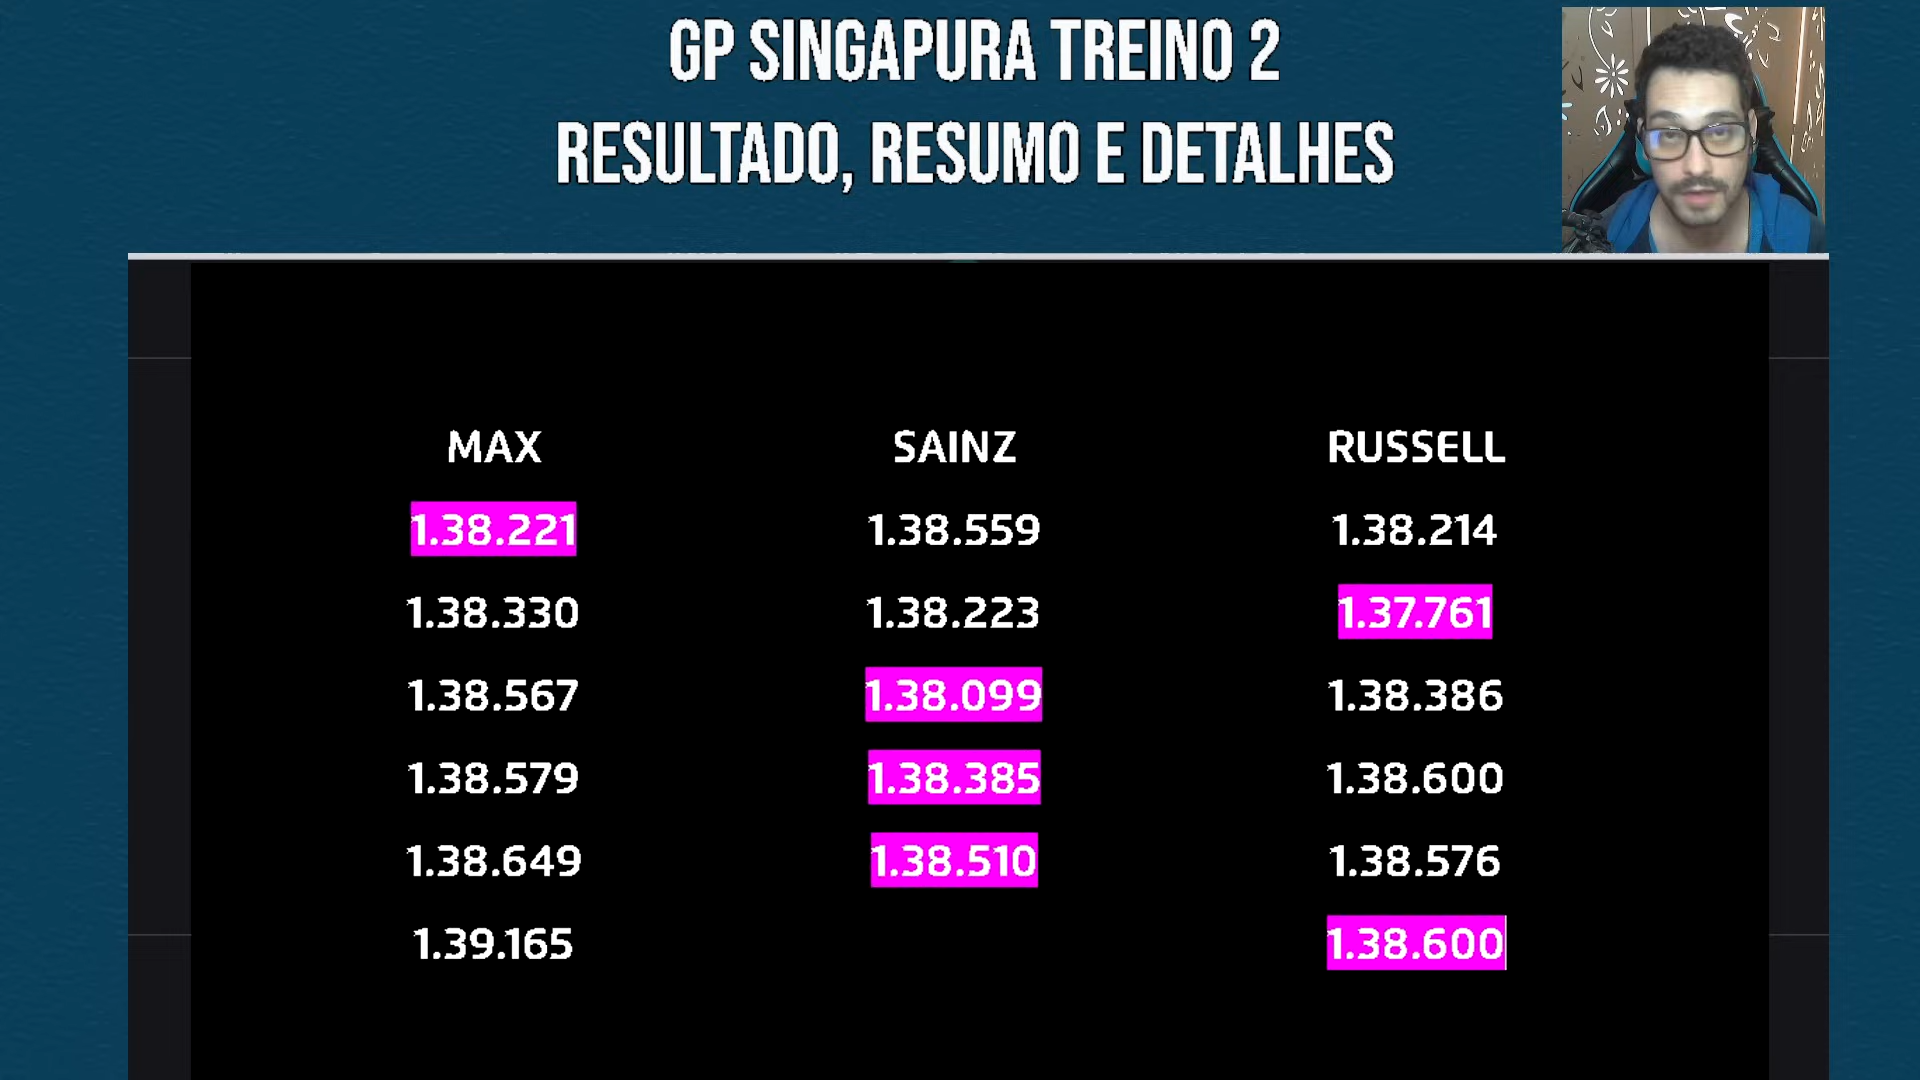 GP SINGAPURA TREINO 2
RESULTADO, RESUMO E DETALHES
MAX SAINZ RUSSELL
1.38.221 1.38.559 1.38.214
1.38.330 1.38.223 1.37.761
1.38.567 1.38.099 1.38.386
1.38.579 1.38.385 1.38.600
1.38.649 1.38.510 1.38.576
1.39.165 1.38.600